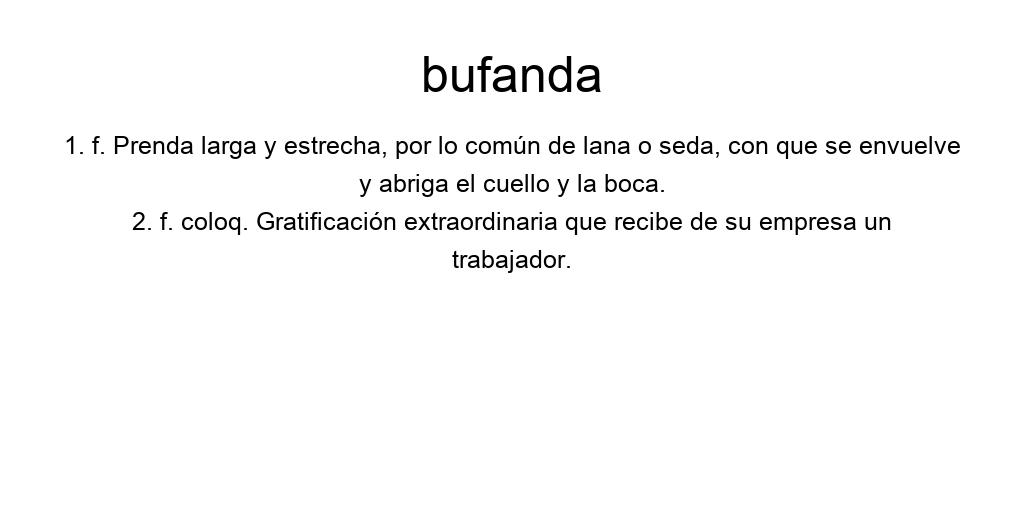 bufanda
1. f. Prenda larga y estrecha, por lo común de lana o seda, con que se envuelve
y abriga el cuello y la boca.
2. f. coloq. Gratificación extraordinaria que recibe de su empresa un
trabajador.